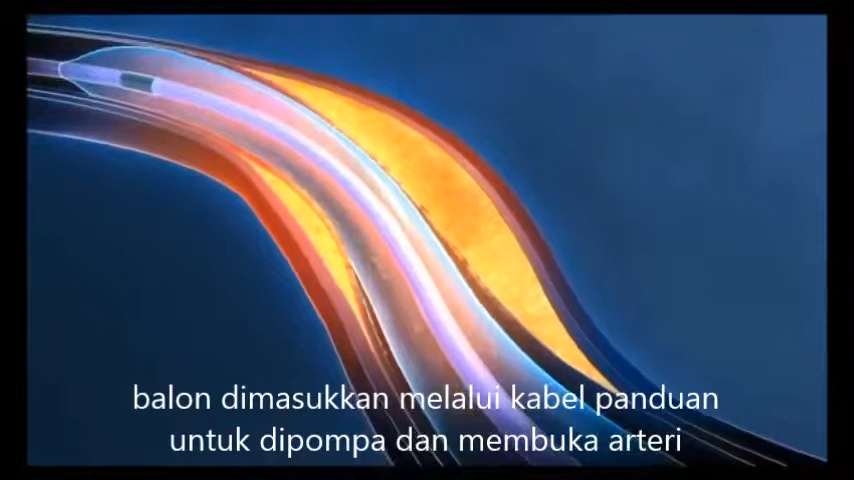 balon dimasukkan melalui kabel panduan
untuk dipompa dan membuka arteri